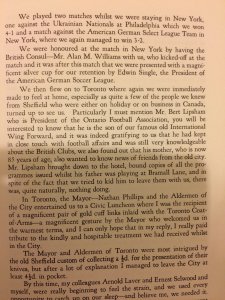 We played two matches whilst we were staying in New York,
one against the Ukrainian Nationals at Philadelphia which we won
4-1 and a match against the American German Select League Team in
New York, where we again managed to win 3-2.
We were honoured at the match in New York by having the
British Consul—Mr. Alan M. Williams with us, who kicked off at the
match and it was after this match that we were presented with a magni-
ficent silver cup for our retention by Edwin Single, the President of
the American German Soccer League.
We then flew on to Toronto where again we were immediately
made to feel at home, especially as quite a few of the people we knew
from Sheffield who were either on holiday or on business in Canada,
turned up to see us. Particularly I must mention Mr. Bert Lipsham
who is President of the Ontario Football Association, you will be
interested to know that he is the son of our famous old International
Wing Forward, and it was indeed gratifying to us that he had kept
in close touch with football affairs and was still very knowledgeable
about the British Clubs, we also found out that his mother, who is now
83 years of age, also wanted to know news of friends from the old city.
Mr. Lipsham brought down to the hotel, bound copies of all the pro-
grammes issued whilst his father was playing at Bramall Lane, and in
spite of the fact that we tried to kid him to leave them with us, there
was, quite naturally, nothing doing.
In Toronto, the Mayor—Nathan Phillips and the Aldermen of
the City entertained us to a Civic Luncheon where I was the recipient
of a magnificent pair of gold cuff links inlaid with the Toronto Coat-
of-Arms—a magnificent gesture by the Mayor who welcomed us in
the warmest terms, and I can only hope that in my reply, I really paid
tribute to the kindly and hospitable treatment we had received whilst
in the City.
The Mayor and Aldermen of Toronto were most intrigued by
the old Sheffield custom of collecting a ½d. for the presentation of their
knives, but after a lot of explanation I managed to leave the City at
least 4½d. in pocket.
By this time, my colleagues Arnold Laver and Ernest Selwood and
myself, were really beginning to find the strain, and we used every
opportunity to catch up on our sleep—and believe me, we needed it